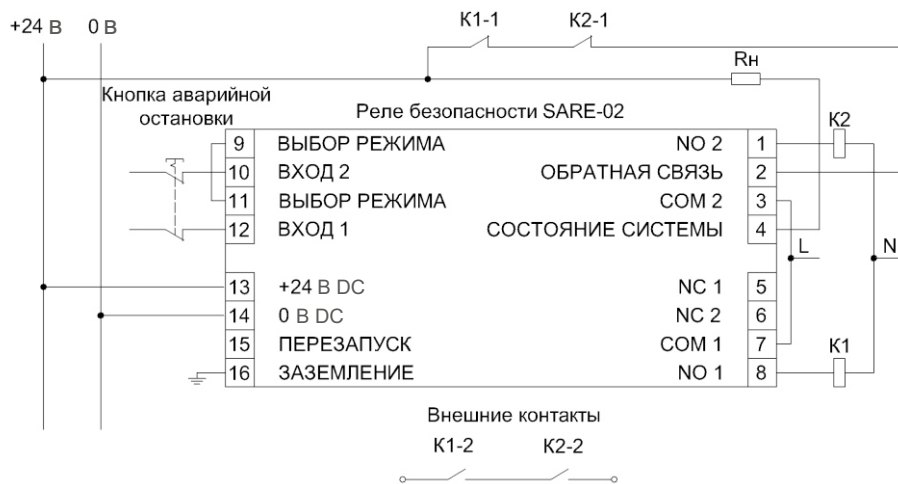 К1-1 К2-1
+24 В 0 В
Rн
Кнопка аварийной
остановки
Реле безопасности SARE-02
К2
9 ВЫБОР РЕЖИМА NO 2 1
10 ВХОД 2 ОБРАТНАЯ СВЯЗЬ 2
11 ВЫБОР РЕЖИМА COM 2 3
12 ВХОД 1 СОСТОЯНИЕ СИСТЕМЫ 4
L N
13 +24 В DC NC 1 5
14 0 В DC NC 2 6
15 ПЕРЕЗАПУСК COM 1 7
К1
16 ЗАЗЕМЛЕНИЕ NO 1 8
Внешние контакты
К1-2 К2-2